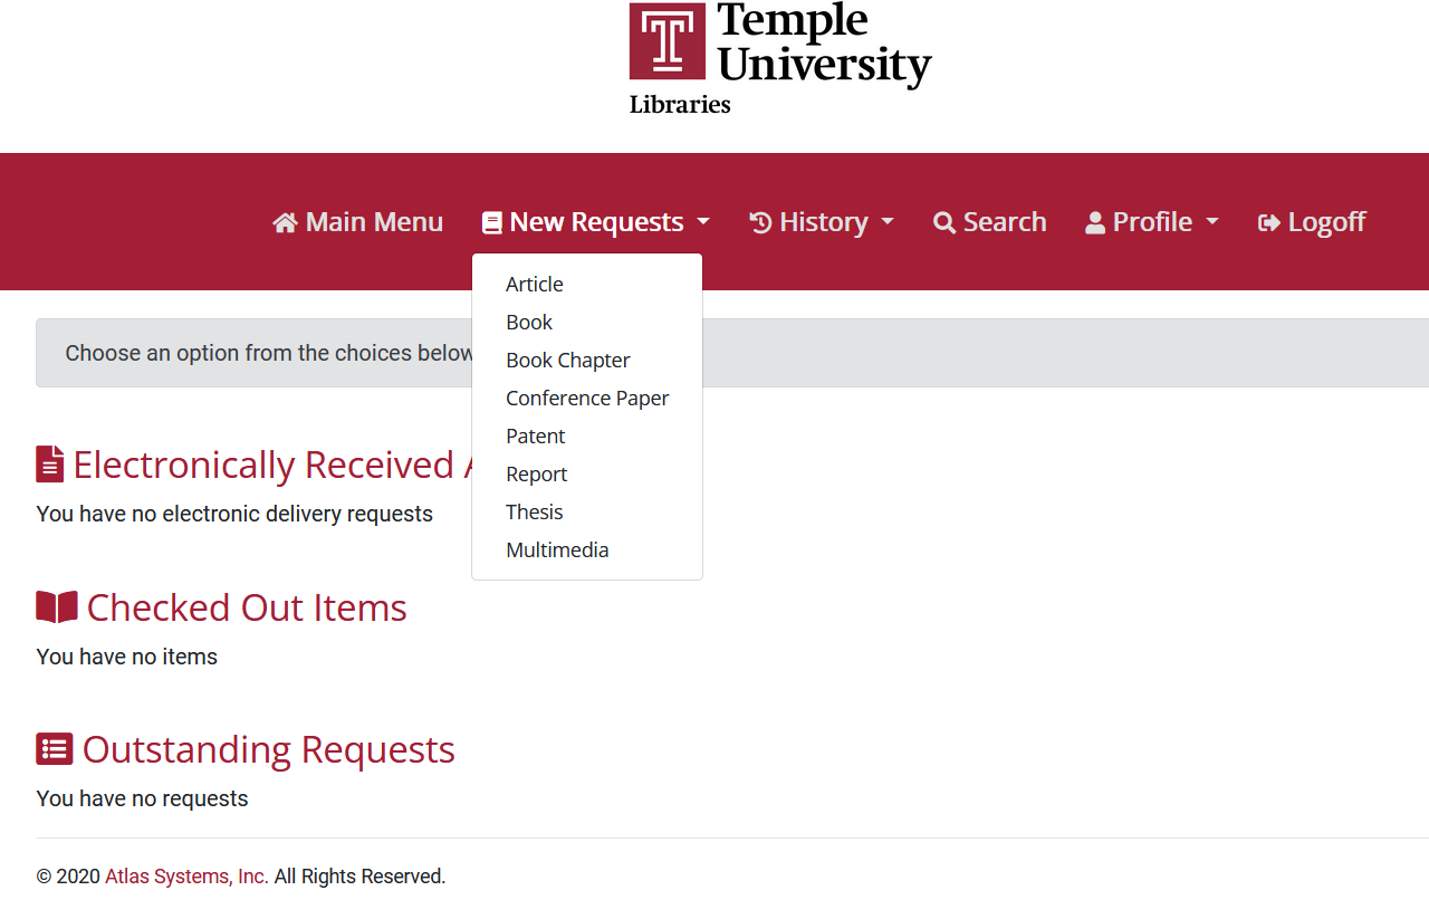 Temple
University
Libraries
Main Menu New Requests History Search Profile Logoff
Article
Book
Book Chapter
Conference Paper
Patent
Report
Thesis
Multimedia
Choose an option from the choices below
Electronically Received
You have no electronic delivery requests
Checked Out Items
You have no items
Outstanding Requests
You have no requests
© 2020 Atlas Systems, Inc. All Rights Reserved.